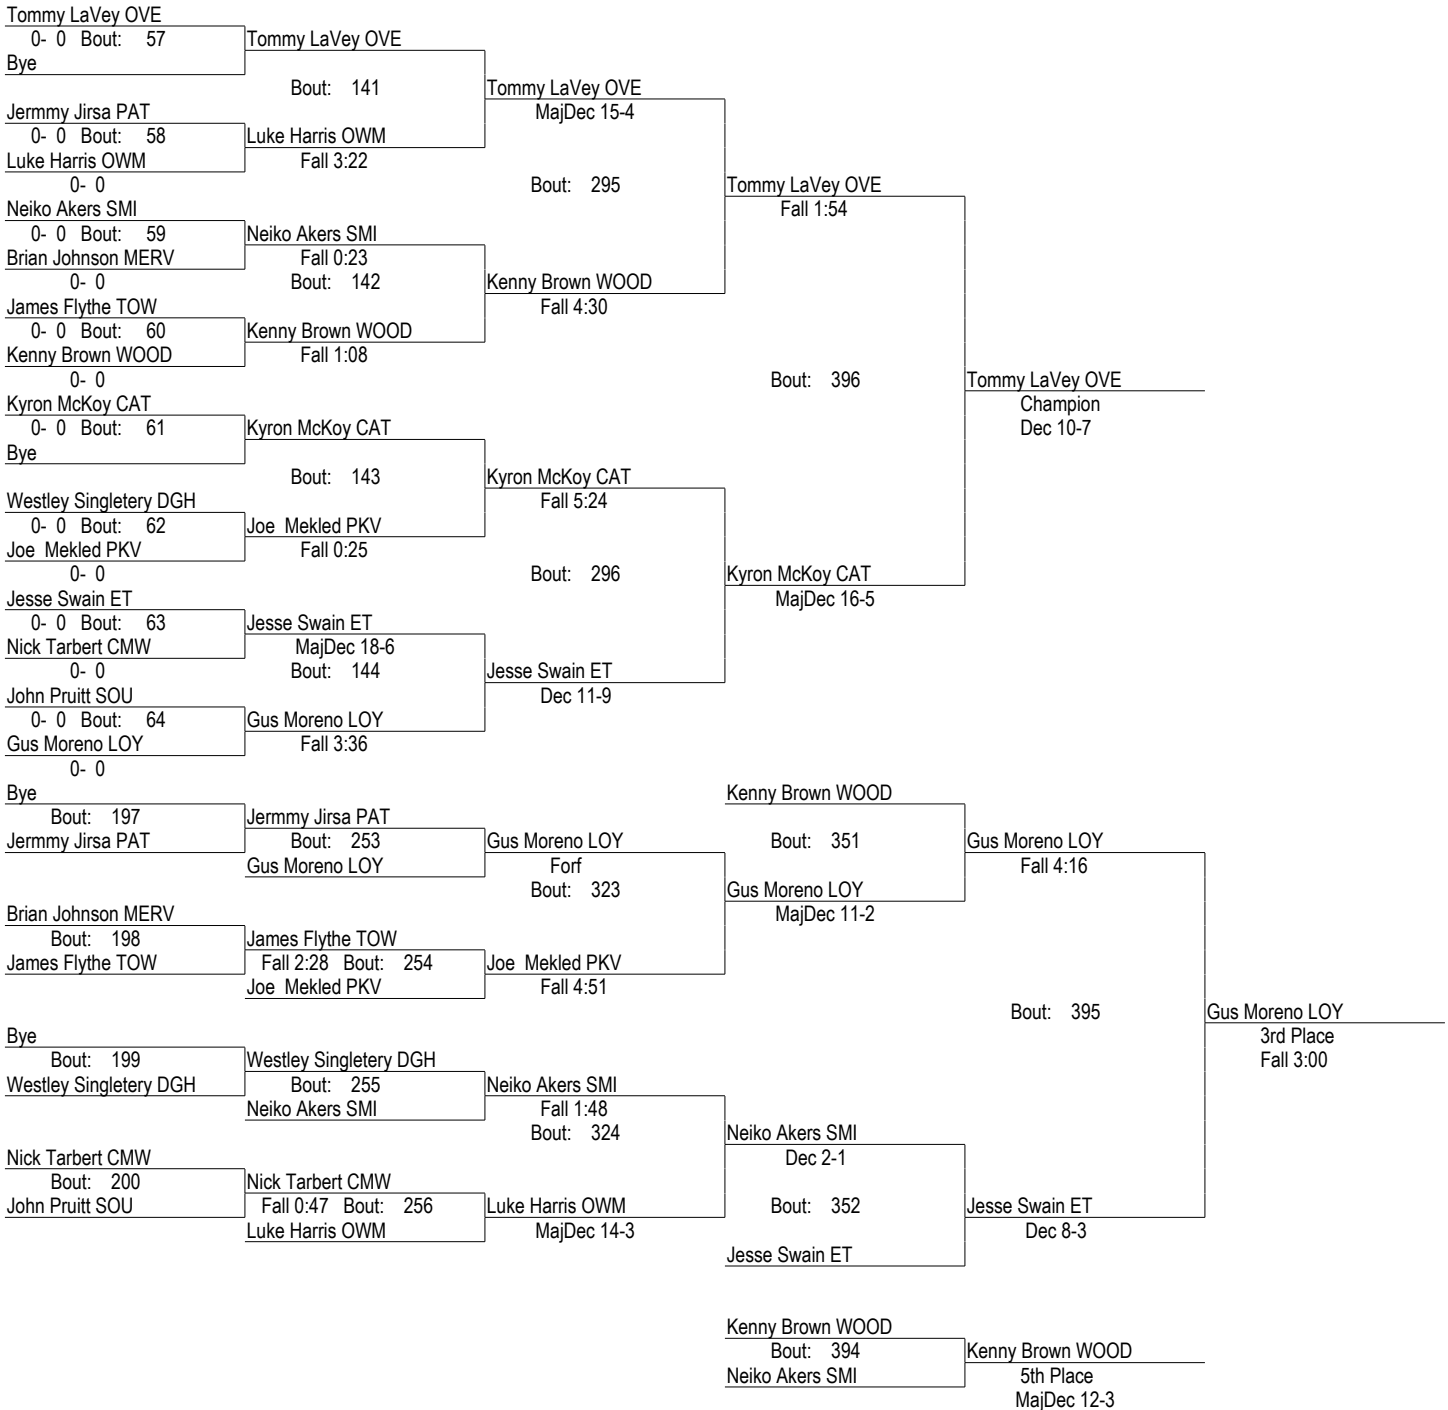 Tommy LaVey OVE
0- 0 Bout: 57
Tommy LaVey OVE
Bye
Bout: 141
Tommy LaVey OVE
Jermmy Jirsa PAT
MajDec 15-4
0- 0 Bout: 58
Luke Harris OWM
Luke Harris OWM
Fall 3:22
0- 0
Bout: 295
Tommy LaVey OVE
Neiko Akers SMI
Fall 1:54
0- 0 Bout: 59
Neiko Akers SMI
Brian Johnson MERV
Fall 0:23
0- 0
Bout: 142
Kenny Brown WOOD
James Flythe TOW
Fall 4:30
0- 0 Bout: 60
Kenny Brown WOOD
Kenny Brown WOOD
Fall 1:08
0- 0
Bout: 396
Tommy LaVey OVE
Kyron McKoy CAT
Champion
0- 0 Bout: 61
Kyron McKoy CAT
Dec 10-7
Bye
Bout: 143
Kyron McKoy CAT
Westley Singletery DGH
Fall 5:24
0- 0 Bout: 62
Joe Mekled PKV
Joe Mekled PKV
Fall 0:25
0- 0
Bout: 296
Kyron McKoy CAT
Jesse Swain ET
MajDec 16-5
0- 0 Bout: 63
Jesse Swain ET
Nick Tarbert CMW
MajDec 18-6
0- 0
Bout: 144
Jesse Swain ET
John Pruitt SOU
Dec 11-9
0- 0 Bout: 64
Gus Moreno LOY
Gus Moreno LOY
Fall 3:36
0- 0
Bye
Kenny Brown WOOD
Bout: 197
Jermmy Jirsa PAT
Jermmy Jirsa PAT
Bout: 253
Gus Moreno LOY
Bout: 351
Gus Moreno LOY
Gus Moreno LOY
Forf
Fall 4:16
Bout: 323
Gus Moreno LOY
Brian Johnson MERV
MajDec 11-2
Bout: 198
James Flythe TOW
James Flythe TOW
Fall 2:28 Bout: 254
Joe Mekled PKV
Joe Mekled PKV
Fall 4:51
Bout: 395
Gus Moreno LOY
Bye
3rd Place
Bout: 199
Westley Singletery DGH
Fall 3:00
Westley Singletery DGH
Bout: 255
Neiko Akers SMI
Neiko Akers SMI
Fall 1:48
Bout: 324
Neiko Akers SMI
Nick Tarbert CMW
Dec 2-1
Bout: 200
Nick Tarbert CMW
John Pruitt SOU
Fall 0:47 Bout: 256
Luke Harris OWM
Bout: 352
Jesse Swain ET
Luke Harris OWM
MajDec 14-3
Dec 8-3
Jesse Swain ET
Kenny Brown WOOD
Bout: 394
Kenny Brown WOOD
Neiko Akers SMI
5th Place
MajDec 12-3